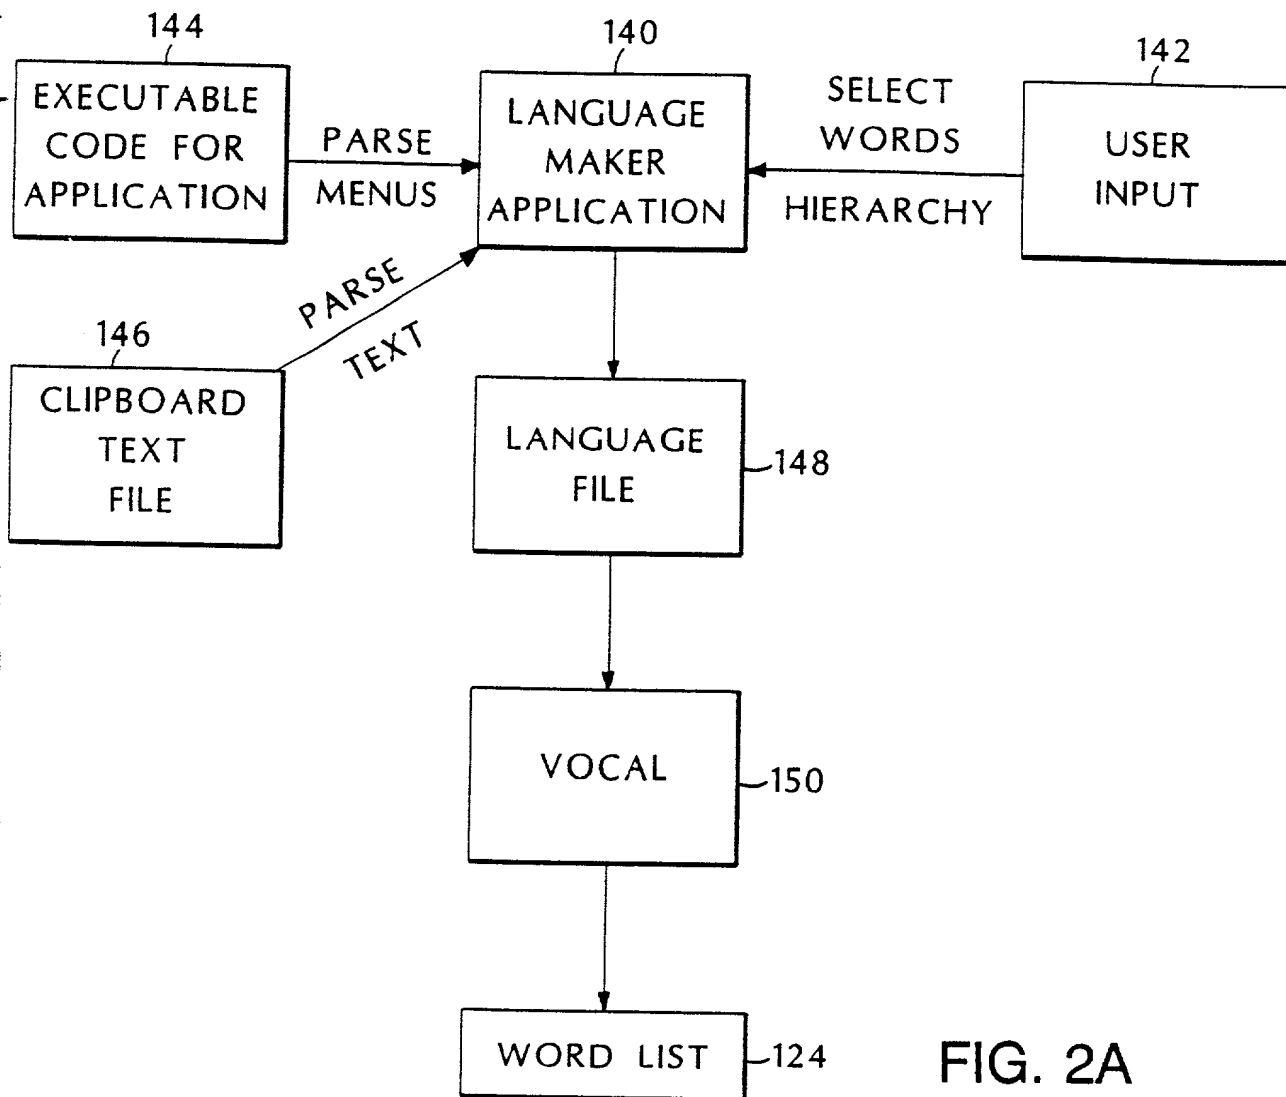 144
EXECUTABLE
CODE FOR
APPLICATION
PARSE
MENUS
140
LANGUAGE
MAKER
APPLICATION
SELECT
WORDS
HIERARCHY
142
USER
INPUT
146
CLIPBOARD
TEXT
FILE
PARSE
TEXT
LANGUAGE
FILE
148
VOCAL
150
WORD LIST
124
FIG. 2A